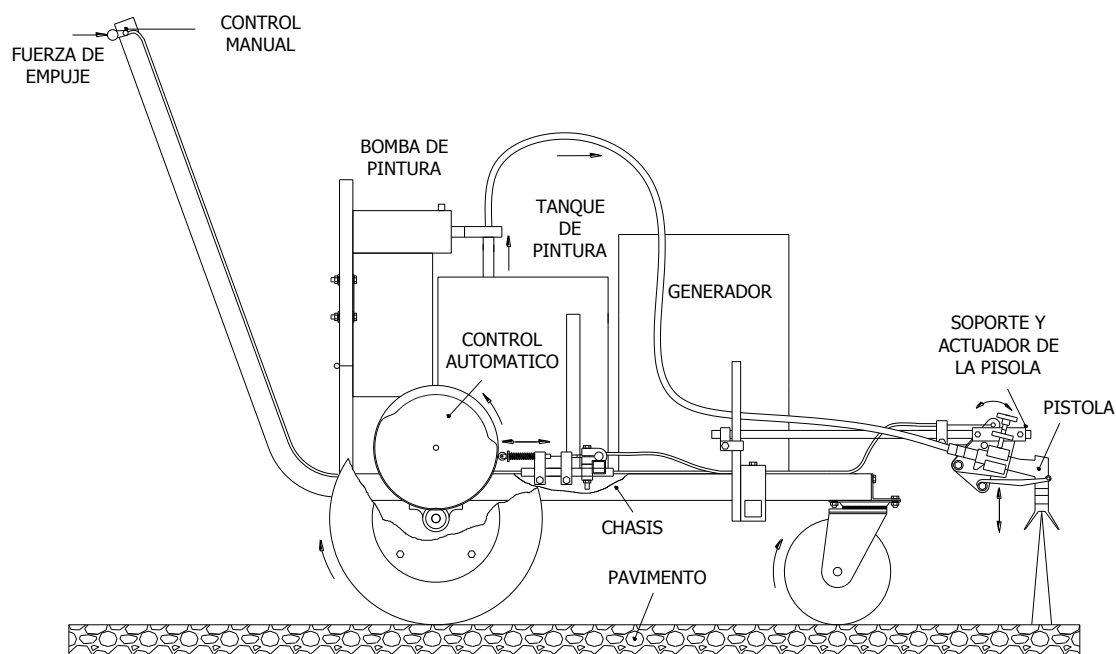 CONTROL
MANUAL
FUERZA DE
EMPUJE
BOMBA DE
PINTURA
TANQUE
DE
PINTURA
GENERADOR
CONTROL
AUTOMATICO
SOPORTE Y
ACTUADOR DE
LA PISOLA
PISTOLA
CHASIS
PAVIMENTO